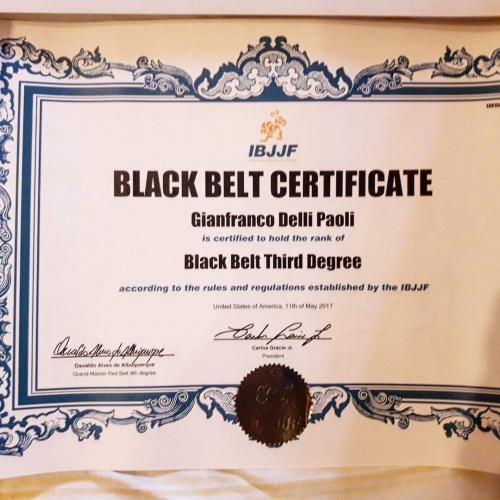 IBJJF
BLACK BELT CERTIFICATE
Gianfranco Delli Paoli
is certified to hold the rank of
Black Belt Third Degree
according to the rules and regulations established by the IBJJF
United States of America, 11th of May 2017
Osvaldo Alves de Albuquerque
Grand Master Red Belt 9th degree
Carlos Gracie Jr.
President